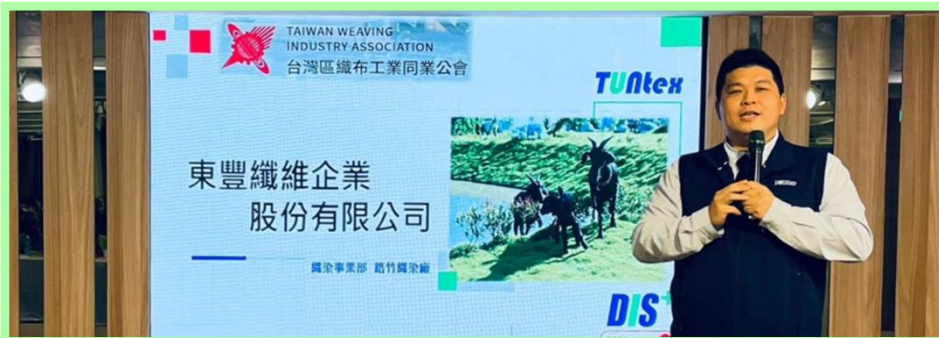 TAIWAN WEAVING
INDUSTRY ASSOCIATION
台灣區織布工業同業公會
TUNtex
東豐纖維企業
股份有限公司
織染事業部 路竹織染廠
DIS+